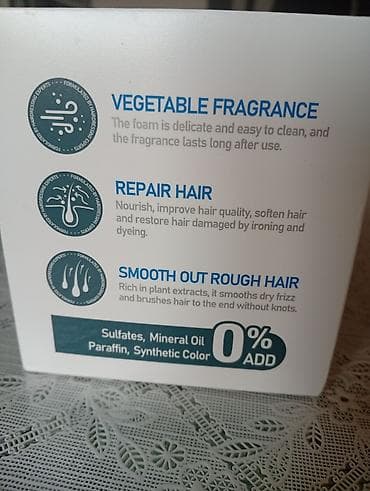 VEGETABLE FRAGRANCE
The foam is delicate and easy to clean, and
the fragrance lasts long after use.
REPAIR HAIR
Nourish, improve hair quality, soften hair
and restore hair damaged by ironing and
dyeing.
SMOOTH OUT ROUGH HAIR
Rich in plant extracts, it smooths dry frizz
and brushes hair to the end without knots.
Sulfates, Mineral Oil
Paraffin, Synthetic Color
0%
ADD